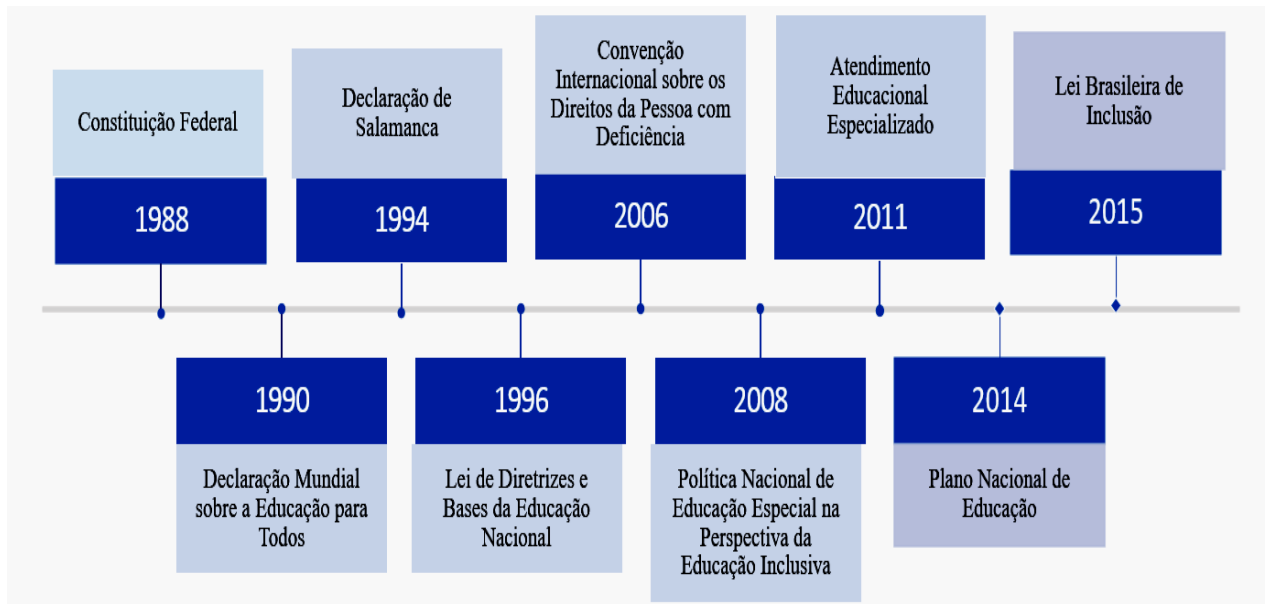 Constituição Federal
1988
Declaração de
Salamanca
1994
Convenção
Internacional sobre os
Direitos da Pessoa com
Deficiência
2006
Atendimento
Educacional
Especializado
2011
Lei Brasileira de
Inclusão
2015
1990
Declaração Mundial
sobre a Educação para
Todos
1996
Lei de Diretrizes e
Bases da Educação
Nacional
2008
Política Nacional de
Educação Especial na
Perspectiva da
Educação Inclusiva
2014
Plano Nacional de
Educação